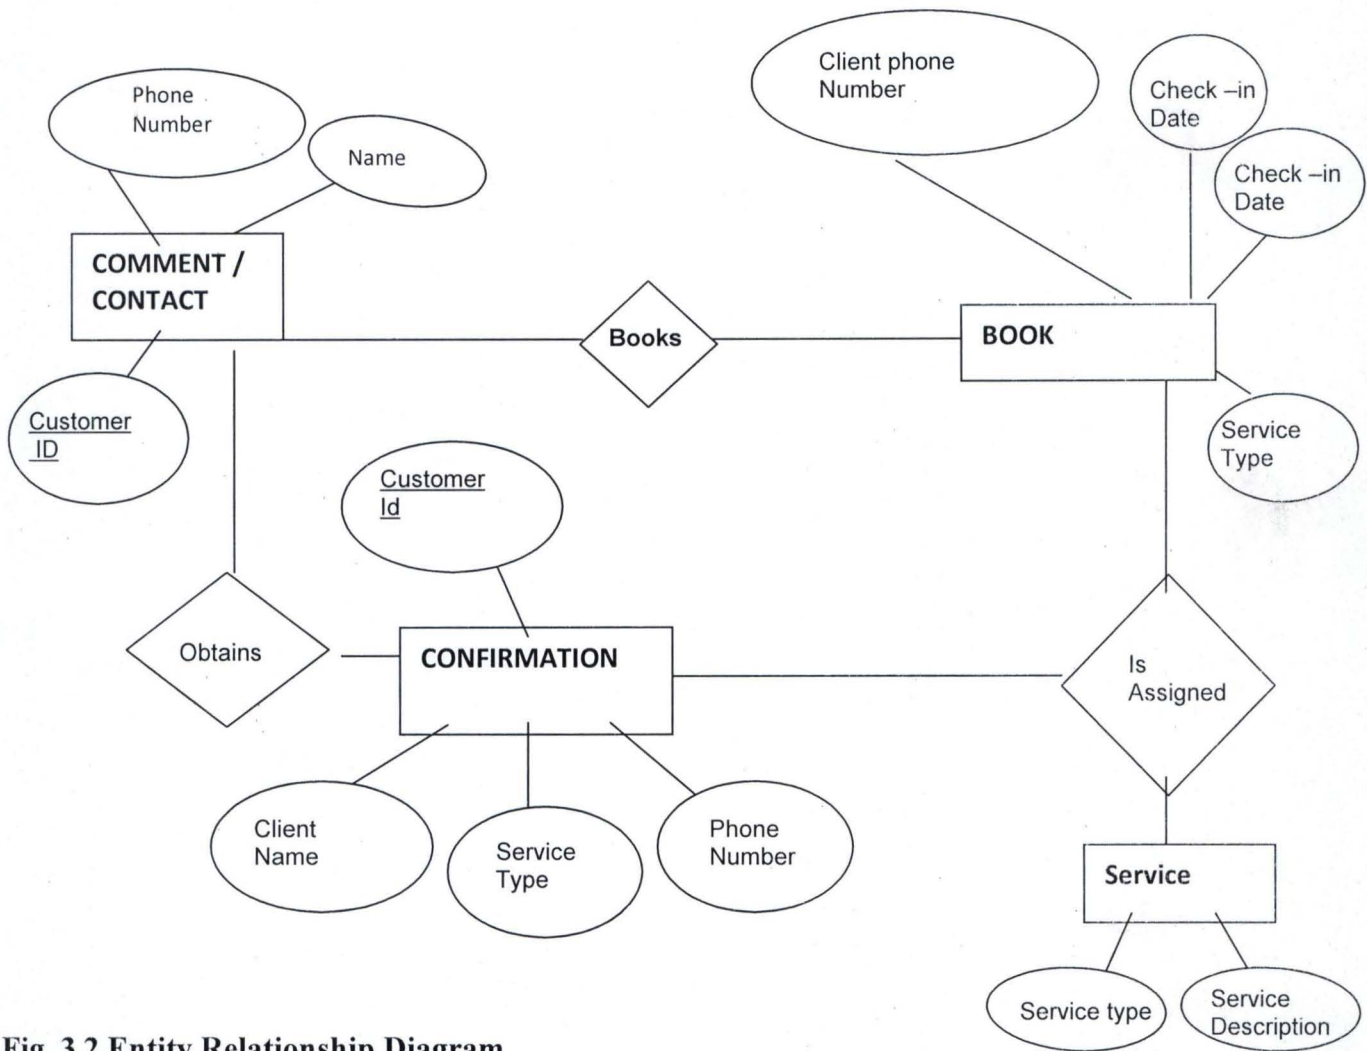 Client phone
Number
Check –in
Date
Phone
Number
Name
Check –in
Date
COMMENT /
CONTACT
Books
BOOK
Customer
ID
Service
Type
Customer
Id
Obtains
CONFIRMATION
Is
Assigned
Client
Name
Service
Type
Phone
Number
Service
Service type
Service
Description
Fig. 3.2 Entity Relationship Diagram